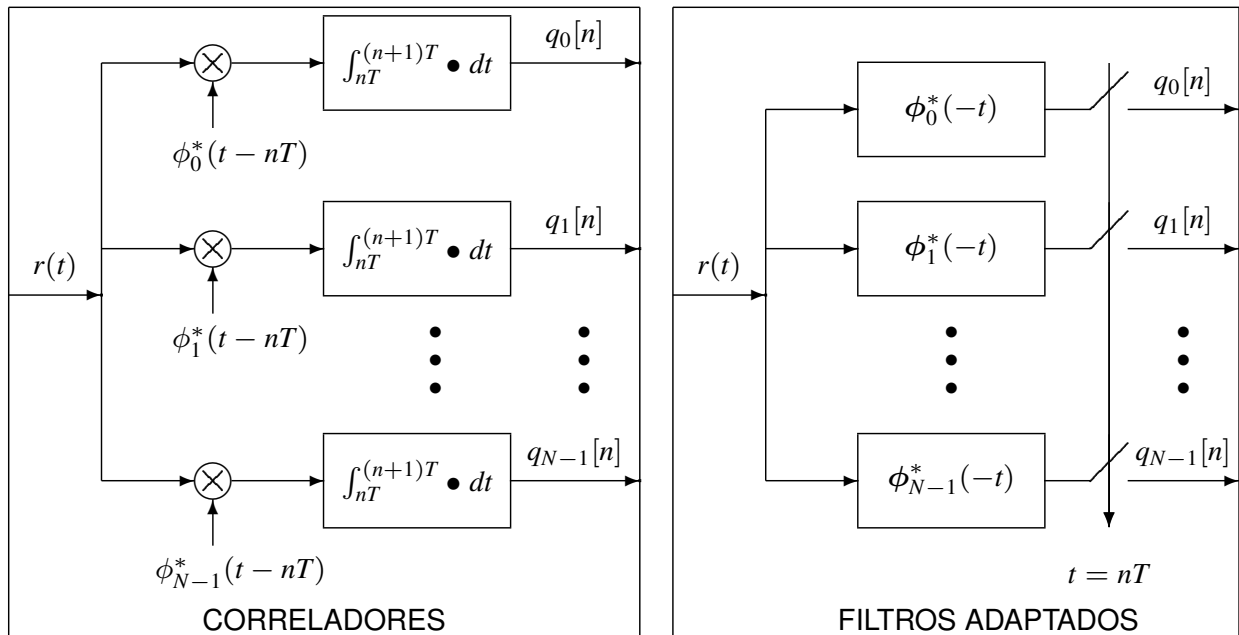 q_0[n]
∫_{nT}^{(n+1)T} • dt
ϕ_0^*(t − nT)
q_1[n]
∫_{nT}^{(n+1)T} • dt
r(t)
ϕ_1^*(t − nT)
q_{N−1}[n]
∫_{nT}^{(n+1)T} • dt
ϕ_{N−1}^*(t − nT)
CORRELADORES
q_0[n]
ϕ_0^*(−t)
q_1[n]
ϕ_1^*(−t)
r(t)
q_{N−1}[n]
ϕ_{N−1}^*(−t)
t = nT
FILTROS ADAPTADOS